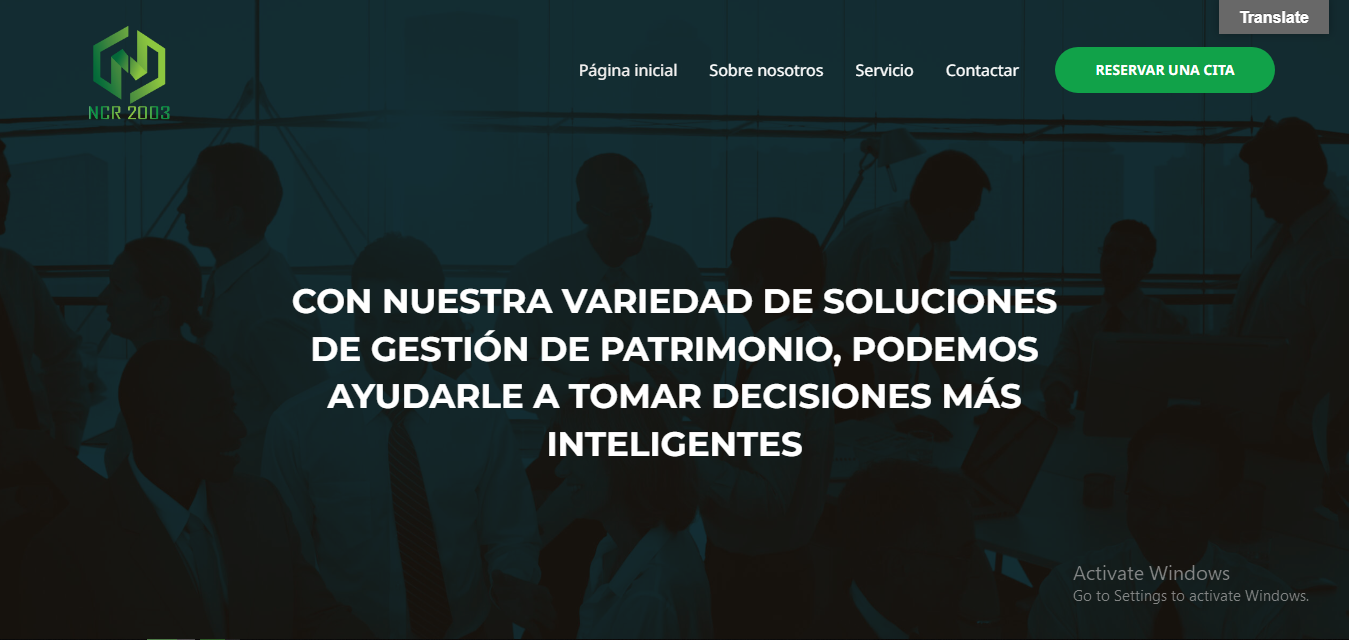 Translate
NCR 2003
Página inicial Sobre nosotros Servicio Contactar RESERVAR UNA CITA
CON NUESTRA VARIEDAD DE SOLUCIONES
DE GESTIÓN DE PATRIMONIO, PODEMOS
AYUDARLE A TOMAR DECISIONES MÁS
INTELIGENTES
Activate Windows
Go to Settings to activate Windows.